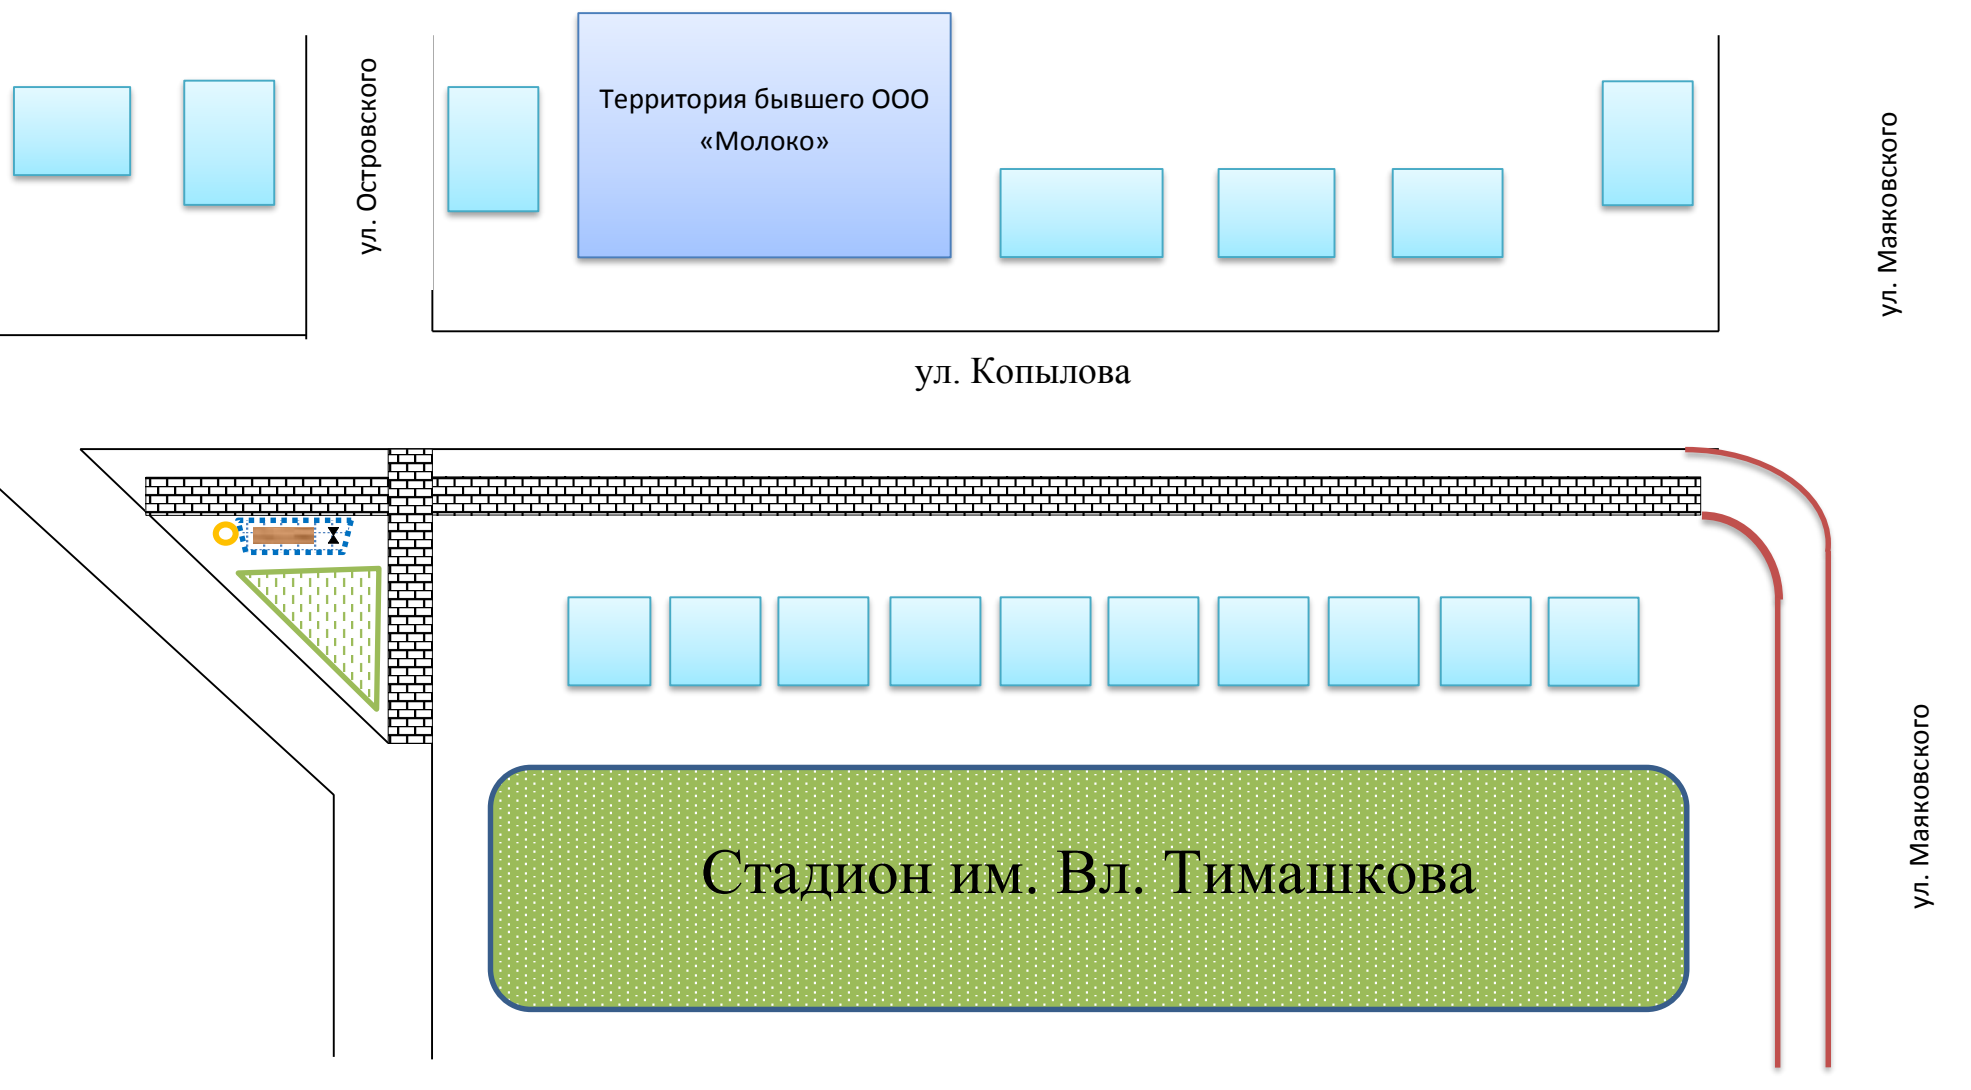 ул. Островского
Территория бывшего ООО
«Молоко»
ул. Маяковского
ул. Копылова
ул. Маяковского
Стадион им. Вл. Тимашкова